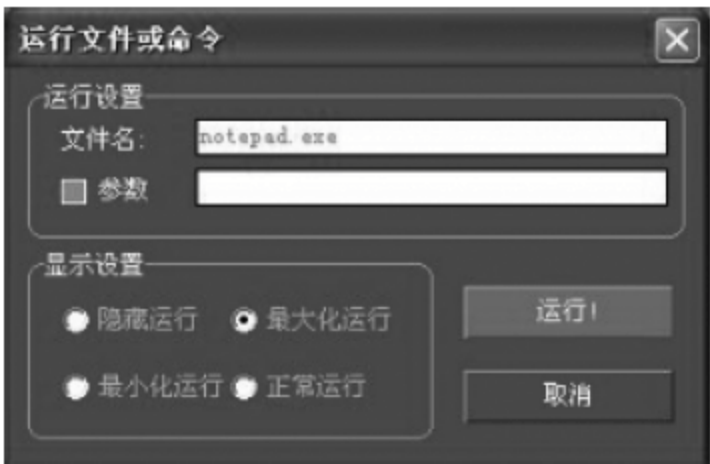 运行文件或命令
运行设置
文件名:
notepad.exe
参数
显示设置
隐藏运行 最大化运行
最小化运行 正常运行
运行!
取消